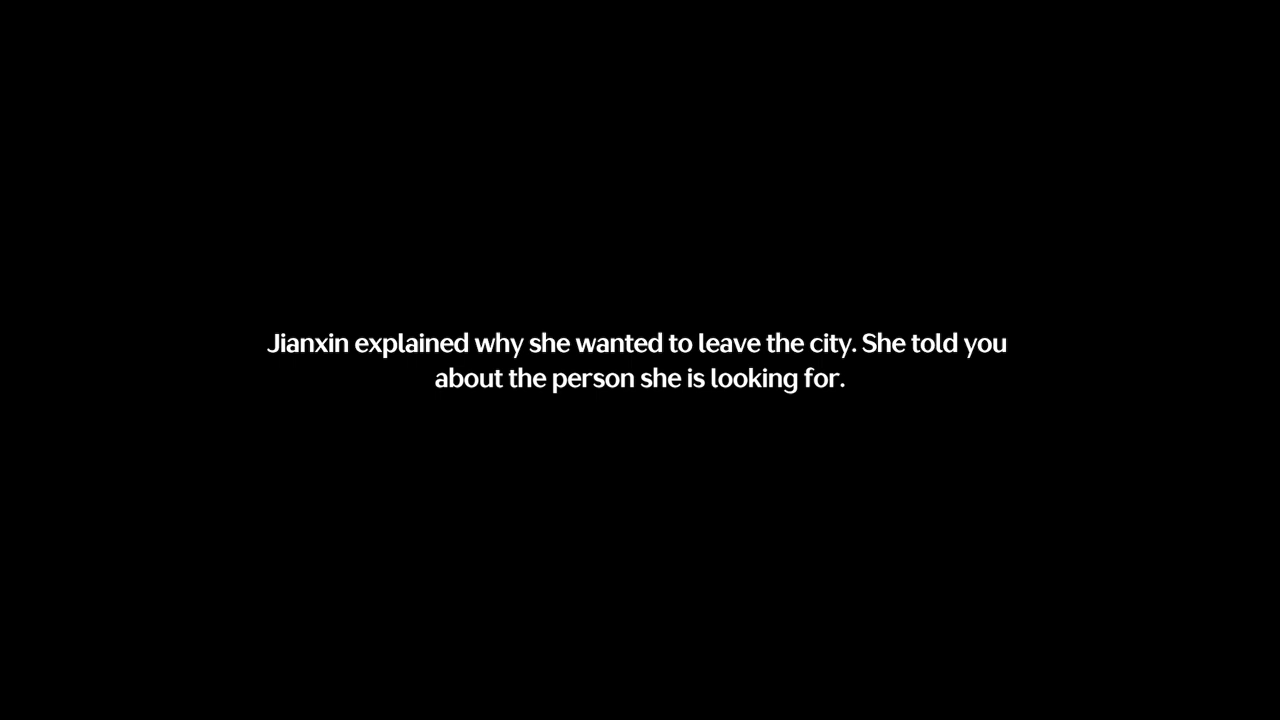 Jianxin explained why she wanted to leave the city. She told you
about the person she is looking for.